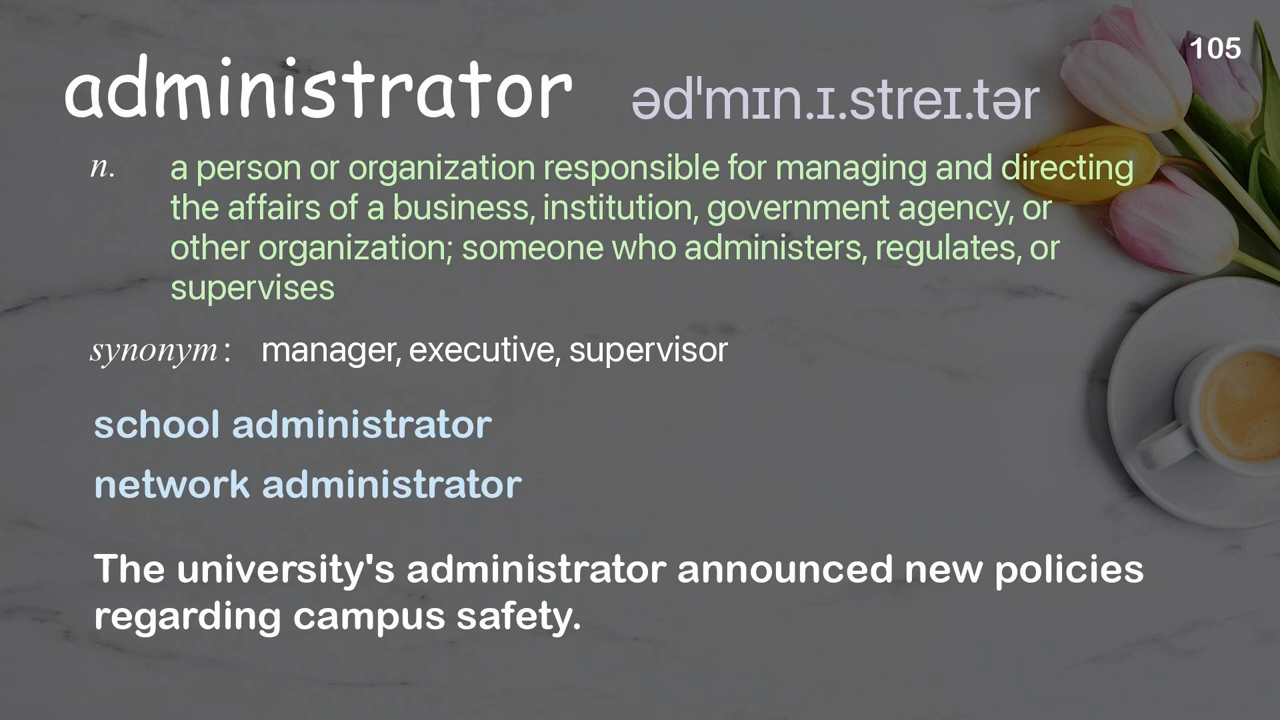 105
administrator əd'mɪn.ɪ.streɪ.tər
n. a person or organization responsible for managing and directing
the affairs of a business, institution, government agency, or
other organization; someone who administers, regulates, or
supervises
synonym : manager, executive, supervisor
school administrator
network administrator
The university's administrator announced new policies
regarding campus safety.